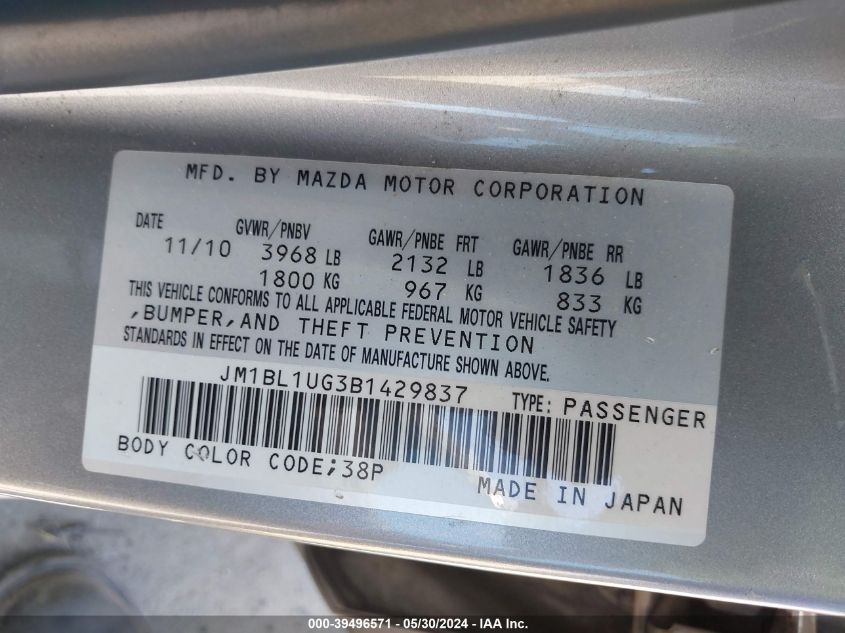 MFD. BY MAZDA MOTOR CORPORATION
DATE GVWR/PNBV GAWR/PNBE FRT GAWR/PNBE RR
11/10 3968 LB 2132 LB 1836 LB
1800 KG 967 KG 833 KG
THIS VEHICLE CONFORMS TO ALL APPLICABLE FEDERAL MOTOR VEHICLE SAFETY
,BUMPER,AND THEFT PREVENTION
STANDARDS IN EFFECT ON THE DATE OF MANUFACTURE SHOWN ABOVE.
JM1BL1UG3B1429837 TYPE: PASSENGER
BODY COLOR CODE;38P
MADE IN JAPAN
000-39496571 - 05/30/2024 - IAA Inc.